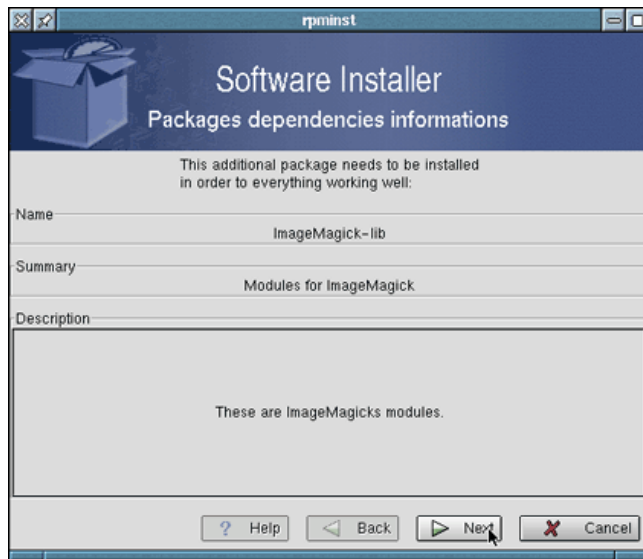 rpminst
Software Installer
Packages dependencies informations
This additional package needs to be installed
in order to everything working well:
Name
ImageMagick-lib
Summary
Modules for ImageMagick
Description
These are ImageMagicks modules.
? Help Back Next Cancel